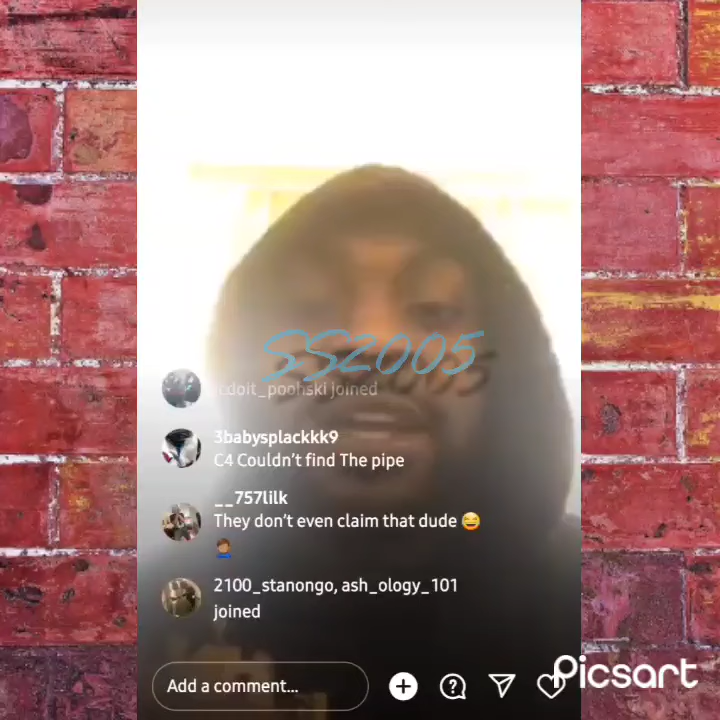 SS2005
doit_poohski joined
3babysplackkk9
C4 Couldn't find The pipe
__757lilk
They don't even claim that dude 😂
🤦🏽‍♂️
2100_stanongo, ash_ology_101
joined
Add a comment...
Picsart